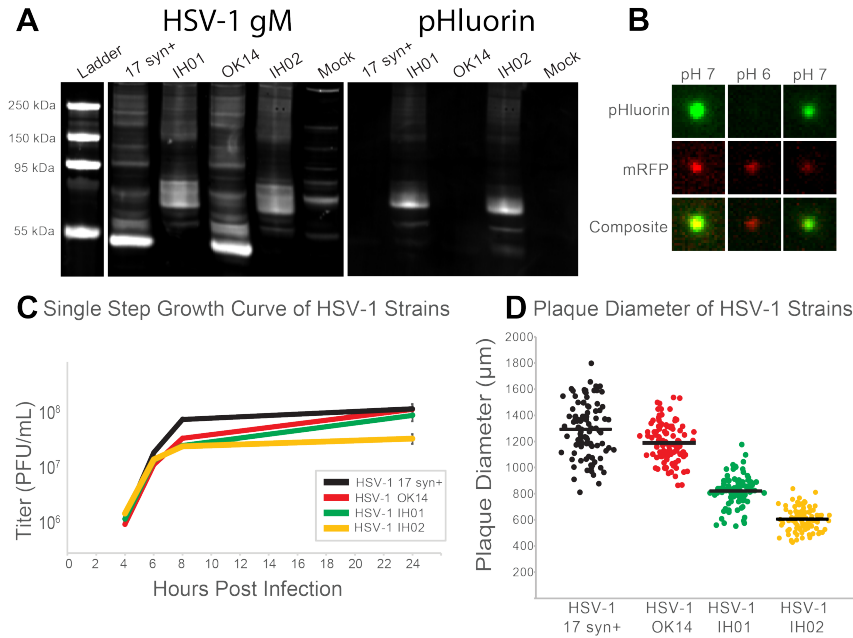 A
HSV-1 gM
pHluorin
Ladder
17 syn+
IH01
OK14
IH02
Mock
17 syn+
IH01
OK14
IH02
Mock
250 kDa
150 kDa
95 kDa
55 kDa
B
pH 7 pH 6 pH 7
pHluorin
mRFP
Composite
C Single Step Growth Curve of HSV-1 Strains
Titer (PFU/mL)
10⁸
10⁷
10⁶
0 2 4 6 8 10 12 14 16 18 20 22 24
Hours Post Infection
HSV-1 17 syn+
HSV-1 OK14
HSV-1 IH01
HSV-1 IH02
D Plaque Diameter of HSV-1 Strains
Plaque Diameter (μm)
2000
1800
1600
1400
1200
1000
800
600
400
200
HSV-1 HSV-1 HSV-1 HSV-1
17 syn+ OK14 IH01 IH02